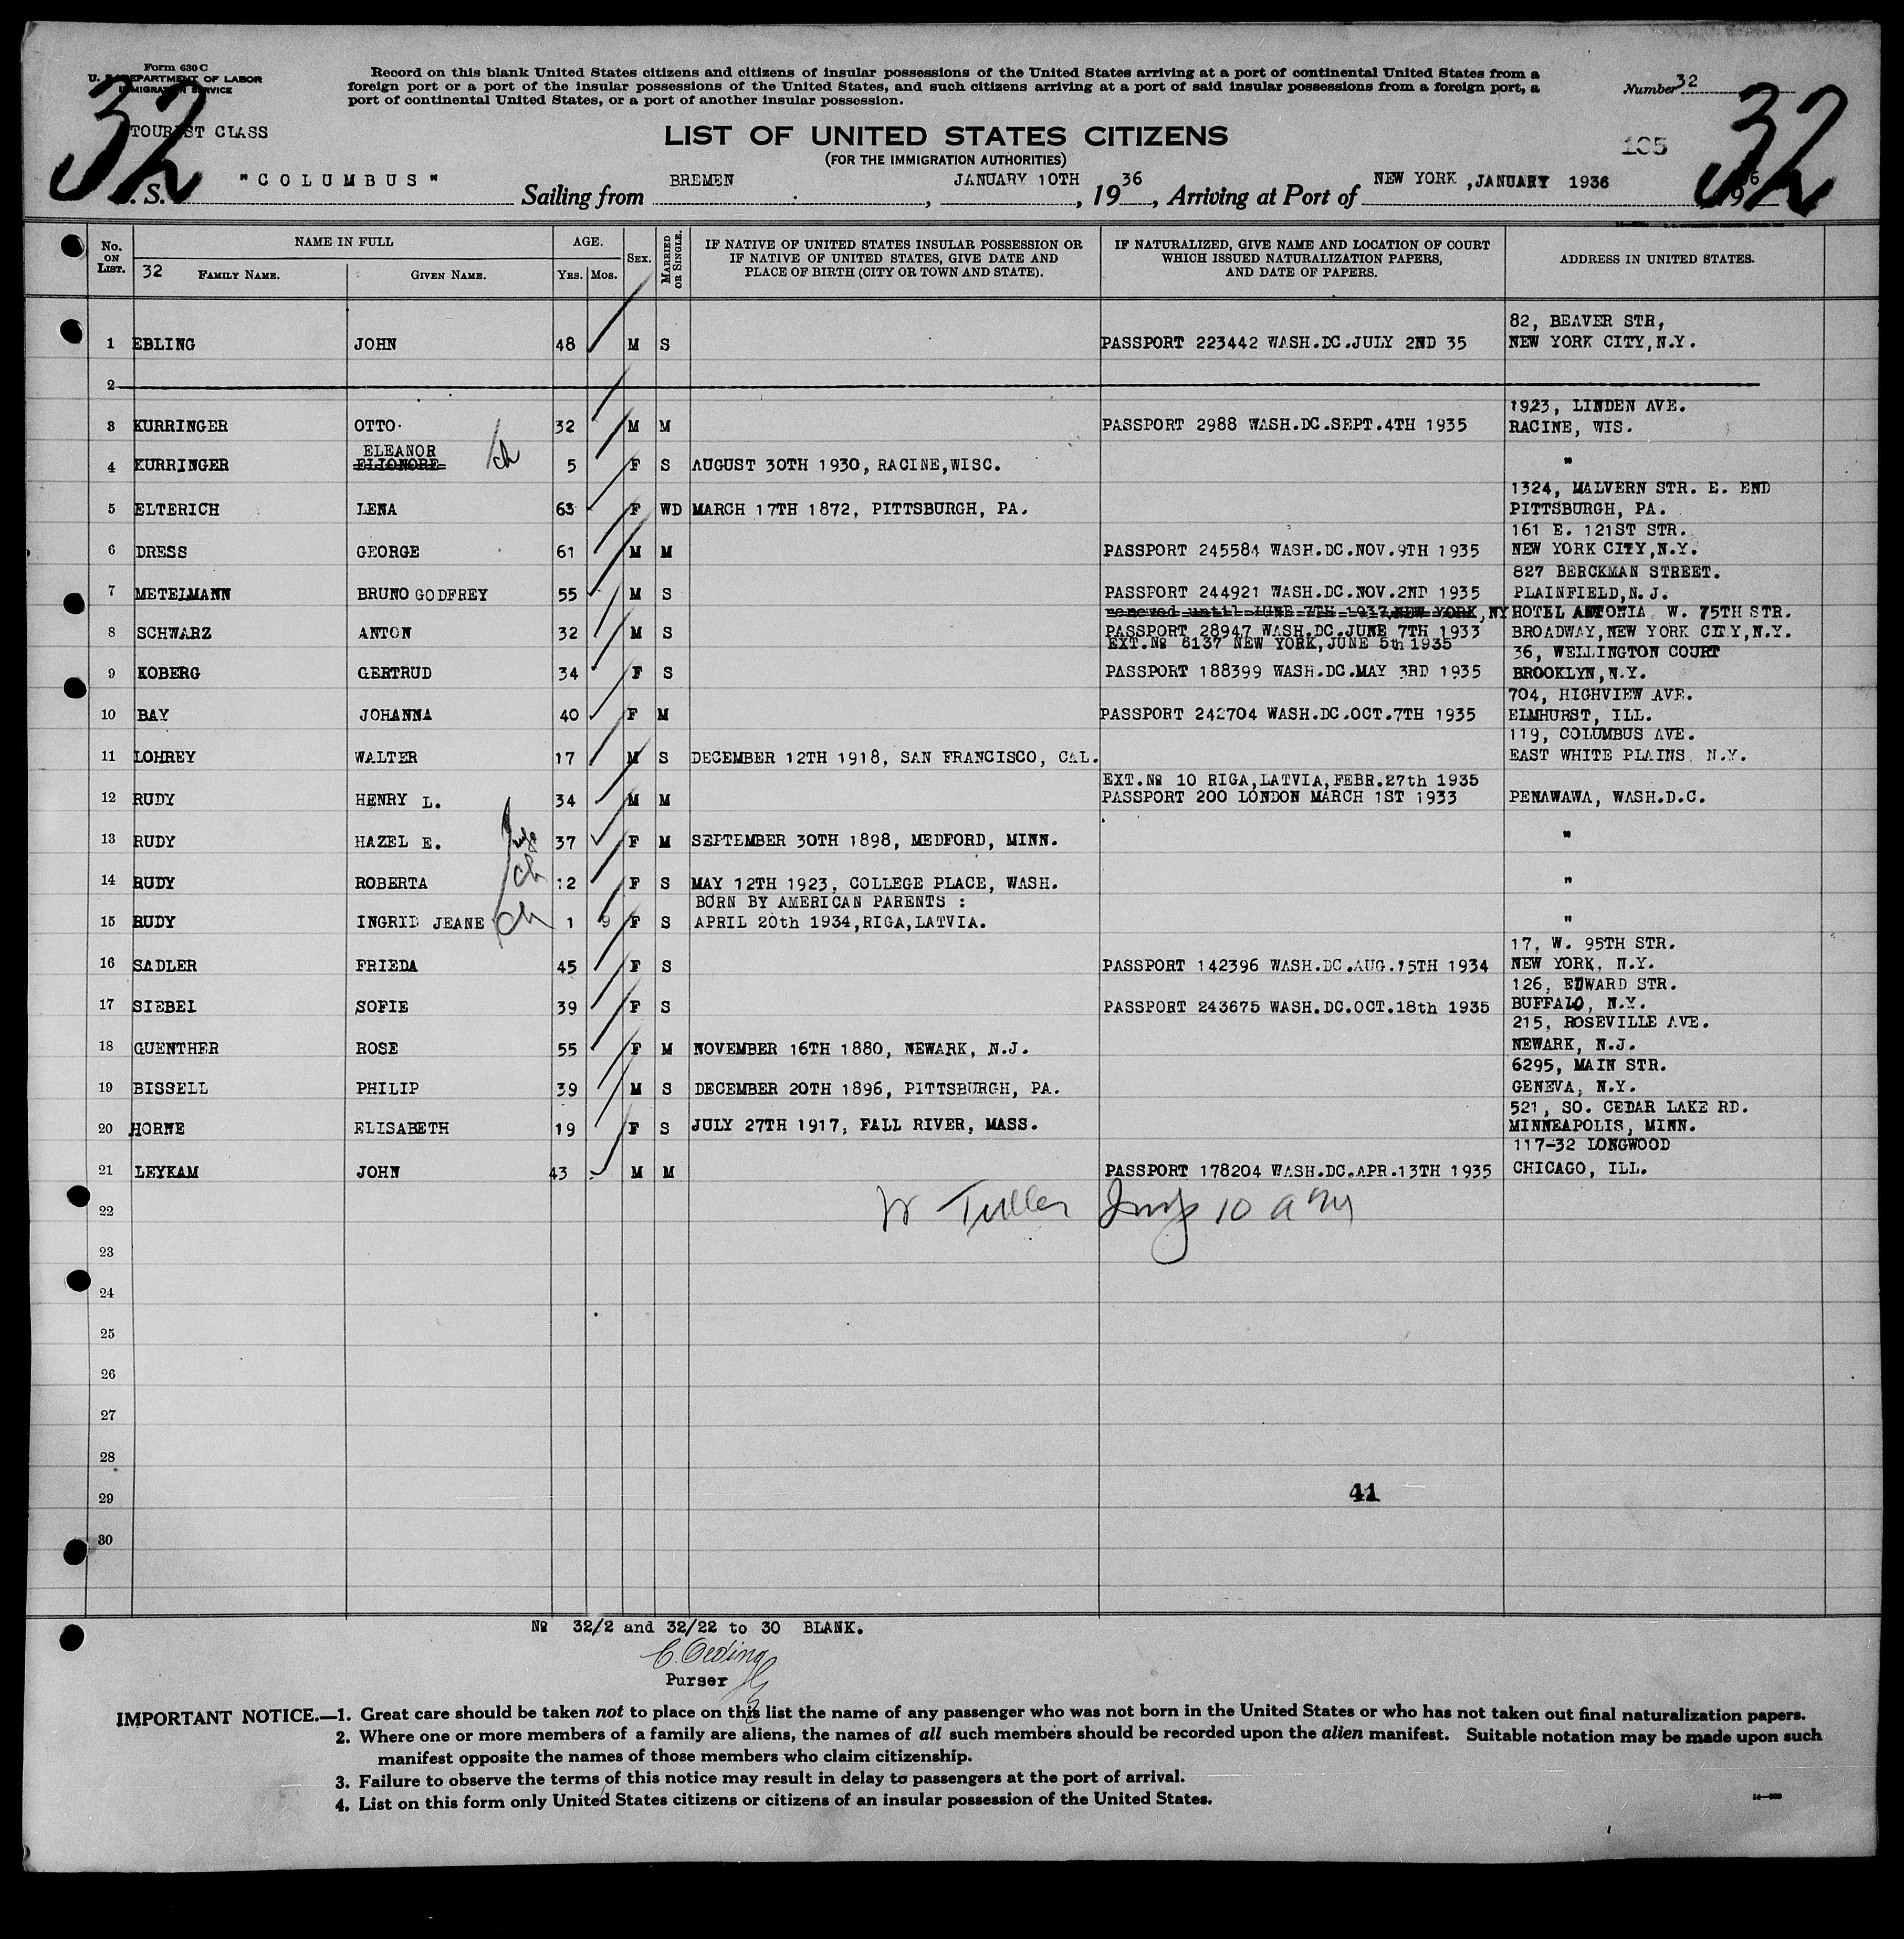 Form 630 C
U. S. DEPARTMENT OF LABOR
IMMIGRATION SERVICE
Record on this blank United States citizens and citizens of insular possessions of the United States arriving at a port of continental United States from a
foreign port or a port of the insular possessions of the United States, and such citizens arriving at a port of said insular possessions from a foreign port, a
port of continental United States, or a port of another insular possession.
Number 32
32
32
TOURIST CLASS
LIST OF UNITED STATES CITIZENS
105
(FOR THE IMMIGRATION AUTHORITIES)
S. S. "COLUMBUS" Sailing from BREMEN, JANUARY 10TH, 1936, Arriving at Port of NEW YORK, JANUARY 1936
No. ON LIST. NAME IN FULL AGE. SEX. MARRIED OR SINGLE. IF NATIVE OF UNITED STATES INSULAR POSSESSION OR IF NATIVE OF UNITED STATES, GIVE DATE AND PLACE OF BIRTH (CITY OR TOWN AND STATE). IF NATURALIZED, GIVE NAME AND LOCATION OF COURT WHICH ISSUED NATURALIZATION PAPERS, AND DATE OF PAPERS. ADDRESS IN UNITED STATES.
32 FAMILY NAME. GIVEN NAME. YRS. MOS.
82, BEAVER STR,
1 EBLING JOHN 48 M S PASSPORT 223442 WASH.DC.JULY 2ND 35 NEW YORK CITY,N.Y.
2
1923, LINDEN AVE.
3 KURRINGER OTTO 32 M M PASSPORT 2988 WASH.DC.SEPT.4TH 1935 RACINE, WIS.
ELEANOR
4 KURRINGER ELIONORE ch 5 F S AUGUST 30TH 1930, RACINE,WISC. "
1324, MALVERN STR. E. END
5 ELTERICH LENA 63 F WD MARCH 17TH 1872, PITTSBURGH, PA. PITTSBURGH, PA.
161 E. 121ST STR.
6 DRESS GEORGE 61 M M PASSPORT 245584 WASH.DC.NOV.9TH 1935 NEW YORK CITY,N.Y.
827 BERCKMAN STREET.
7 METELMANN BRUNO GODFREY 55 M S PASSPORT 244921 WASH.DC.NOV.2ND 1935 PLAINFIELD,N.J.
renewed until JUNE 7TH 1937,NEW YORK,NY HOTEL ANTONIA W. 75TH STR.
8 SCHWARZ ANTON 32 M S PASSPORT 28947 WASH.DC.JUNE 7TH 1933 BROADWAY,NEW YORK CITY,N.Y.
EXT.No 6137 NEW YORK,JUNE 5th 1935
36, WELLINGTON COURT
9 KOBERG GERTRUD 34 F S PASSPORT 188399 WASH.DC.MAY 3RD 1935 BROOKLYN,N.Y.
704, HIGHVIEW AVE.
10 BAY JOHANNA 40 F M PASSPORT 242704 WASH.DC.OCT.7TH 1935 ELMHURST, ILL.
119, COLUMBUS AVE.
11 LOHREY WALTER 17 M S DECEMBER 12TH 1918, SAN FRANCISCO, CAL. EAST WHITE PLAINS N.Y.
EXT.No 10 RIGA,LATVIA,FEBR.27th 1935
12 RUDY HENRY L. 34 M M PASSPORT 200 LONDON MARCH 1ST 1933 PENAWAWA, WASH.D.C.
13 RUDY HAZEL E. 37 F M SEPTEMBER 30TH 1898, MEDFORD, MINN. "
14 RUDY ROBERTA ch 12 F S MAY 12TH 1923, COLLEGE PLACE, WASH. "
BORN BY AMERICAN PARENTS :
15 RUDY INGRID JEANE ch 1 9 F S APRIL 20th 1934,RIGA,LATVIA. "
17, W. 95TH STR.
16 SADLER FRIEDA 45 F S PASSPORT 142396 WASH.DC.AUG.15TH 1934 NEW YORK, N.Y.
126, EDWARD STR.
17 SIEBEL SOFIE 39 F S PASSPORT 243675 WASH.DC.OCT.18th 1935 BUFFALO, N.Y.
215, ROSEVILLE AVE.
18 GUENTHER ROSE 55 F M NOVEMBER 16TH 1880, NEWARK, N.J. NEWARK, N.J.
6295, MAIN STR.
19 BISSELL PHILIP 39 M S DECEMBER 20TH 1896, PITTSBURGH, PA. GENEVA, N.Y.
521, SO. CEDAR LAKE RD.
20 HORNE ELISABETH 19 F S JULY 27TH 1917, FALL RIVER, MASS. MINNEAPOLIS, MINN.
117-32 LONGWOOD
21 LEYKAM JOHN 43 M M PASSPORT 178204 WASH.DC.APR.13TH 1935 CHICAGO, ILL.
22 10 a m
23
24
25
26
27
28
29 41
30
No 32/2 and 32/22 to 30 BLANK.
C. Oeding
Purser
IMPORTANT NOTICE.—1. Great care should be taken not to place on this list the name of any passenger who was not born in the United States or who has not taken out final naturalization papers.
2. Where one or more members of a family are aliens, the names of all such members should be recorded upon the alien manifest. Suitable notation may be made upon such
manifest opposite the names of those members who claim citizenship.
3. Failure to observe the terms of this notice may result in delay to passengers at the port of arrival.
4. List on this form only United States citizens or citizens of an insular possession of the United States.